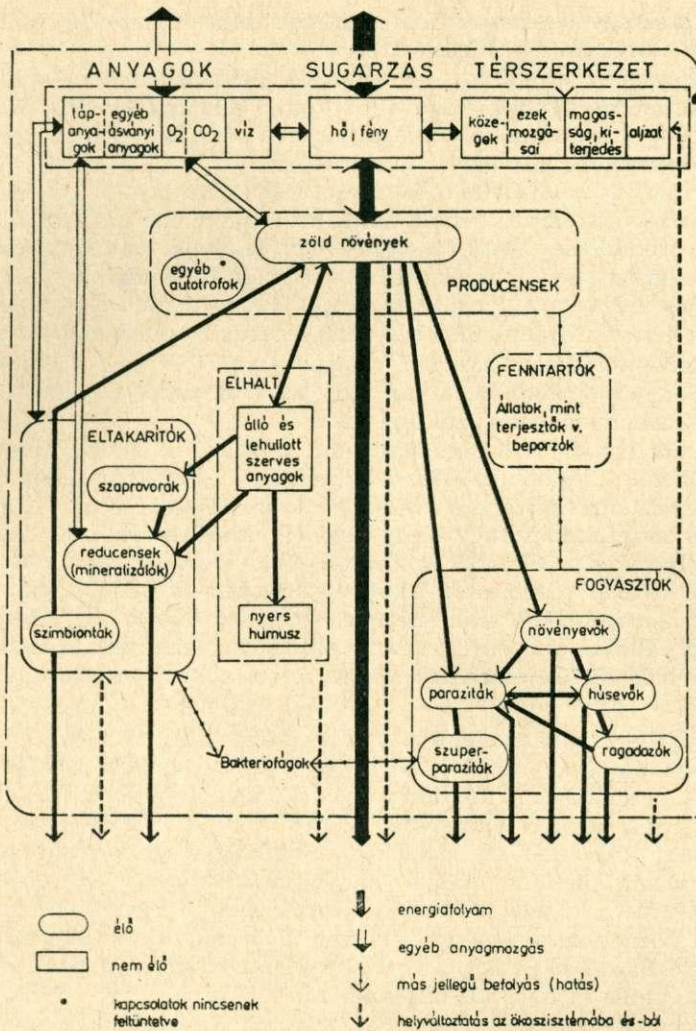 ANYAGOK
SUGÁRZÁS
TÉRSZERKEZET
táp-
anya-
gok
egyéb
ásványi
anyagok
O2
CO2
víz
hő, fény
köze-
gek
ezek
mozgá-
sai
magas-
ság, ki-
terjedés
aljzat
zöld növények
egyéb
autotrofok
PRODUCENSEK
FENNTARTÓK
Állatok, mint
terjesztők v.
beporzók
ELHALT
álló és
lehullott
szerves
anyagok
nyers
humusz
ELTAKARÍTÓK
szaprovorák
reducensek
(mineralizálók)
szimbionták
Bakteriofágok
FOGYASZTÓK
növényevők
paraziták
húsevők
szuper-
paraziták
ragadozók
élő
nem élő
kapcsolatok nincsenek
feltüntetve
energiafolyam
egyéb anyagmozgás
más jellegű befolyás (hatás)
helyváltoztatás az ökoszisztémába és -ból